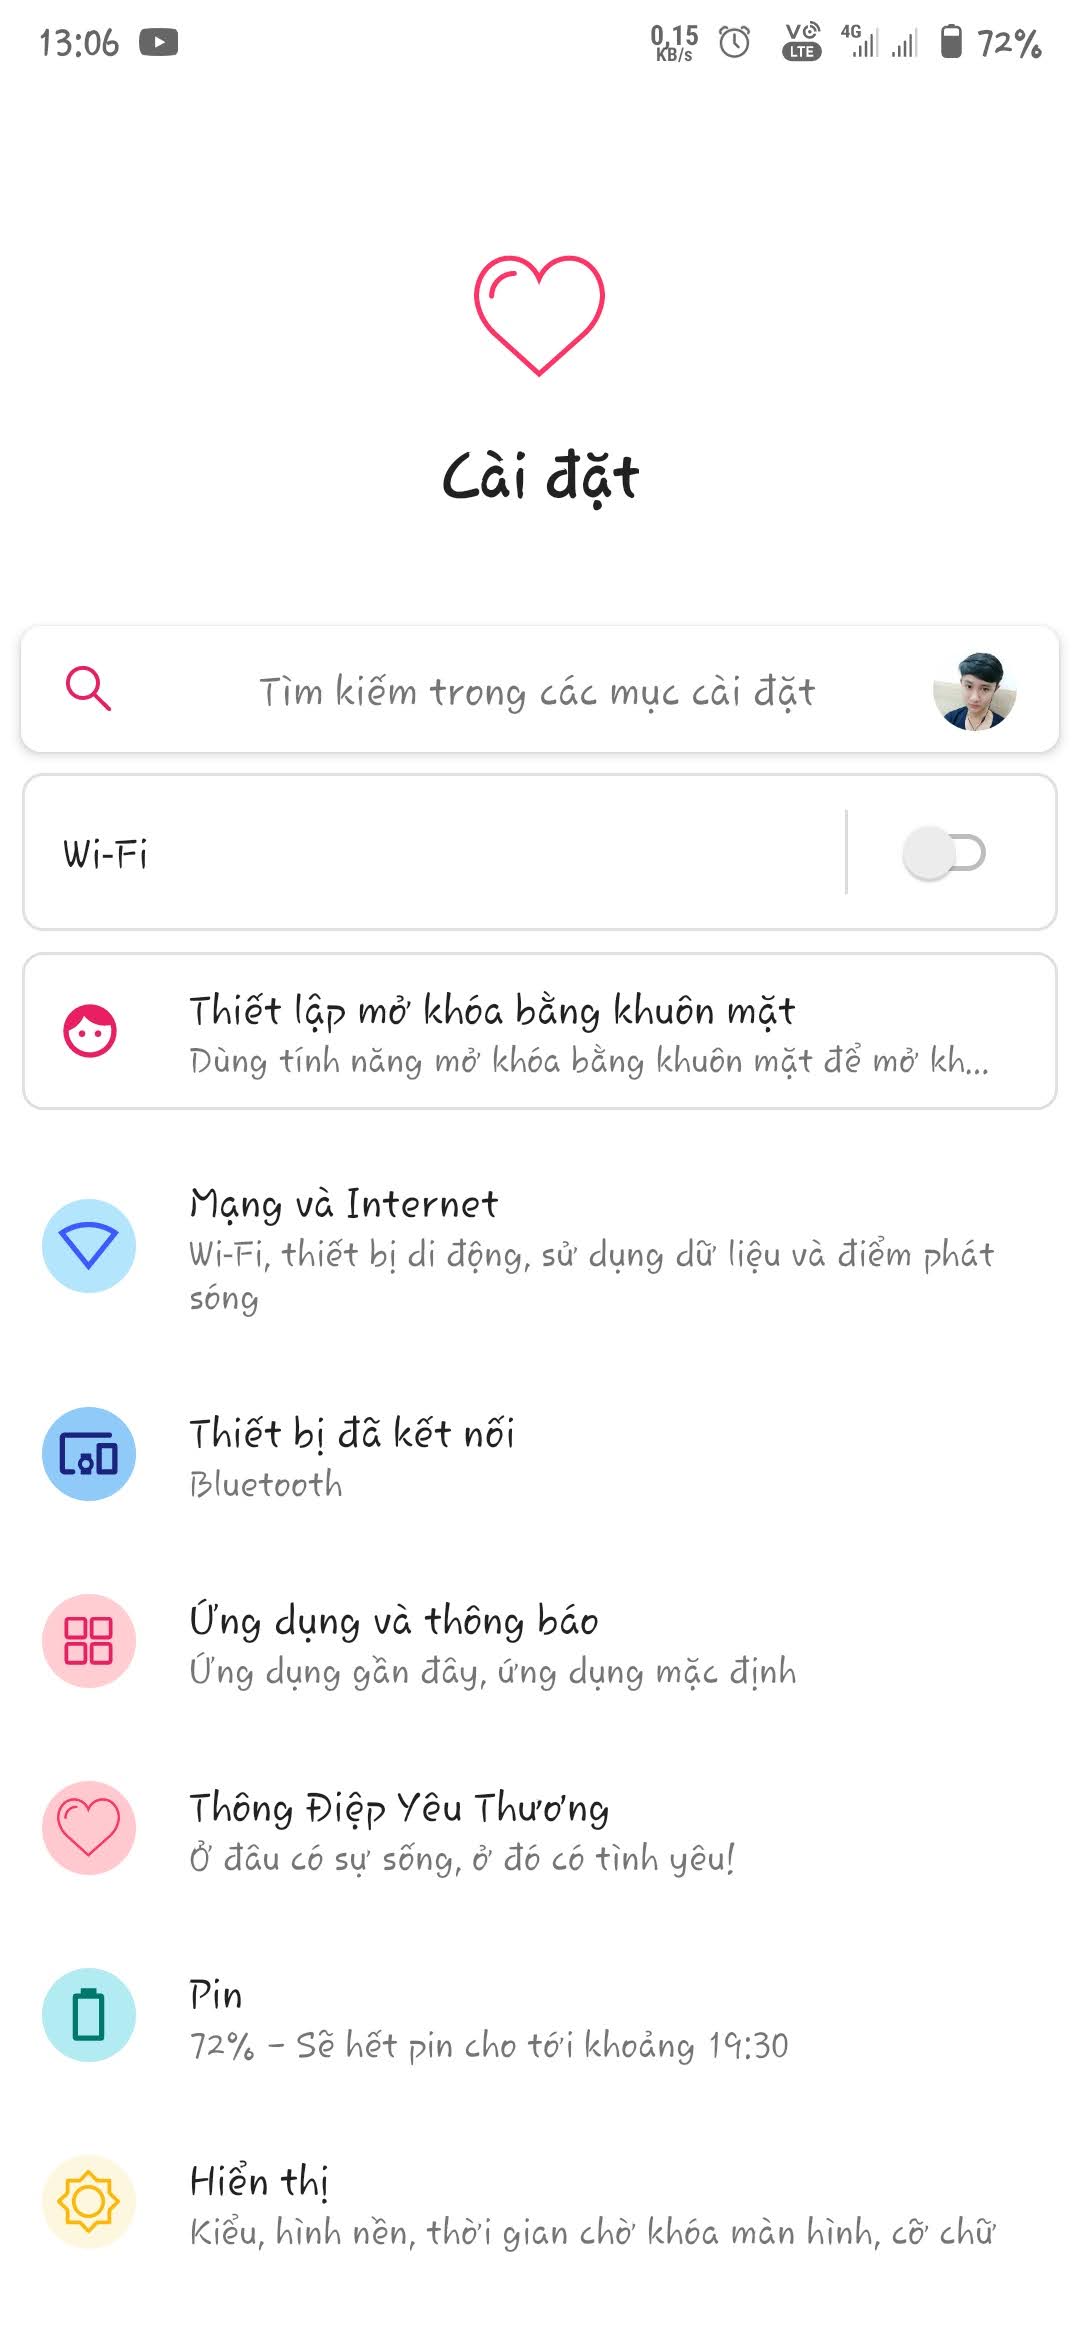 13:06
0,15
KB/s
Vo
LTE
4G
72%
Cài đặt
Tìm kiếm trong các mục cài đặt
Wi-Fi
Thiết lập mở khóa bằng khuôn mặt
Dùng tính năng mở khóa bằng khuôn mặt để mở kh...
Mạng và Internet
Wi-Fi, thiết bị di động, sử dụng dữ liệu và điểm phát
sóng
Thiết bị đã kết nối
Bluetooth
Ứng dụng và thông báo
Ứng dụng gần đây, ứng dụng mặc định
Thông Điệp Yêu Thương
Ở đâu có sự sống, ở đó có tình yêu!
Pin
72% – Sẽ hết pin cho tới khoảng 19:30
Hiển thị
Kiểu, hình nền, thời gian chờ khóa màn hình, cỡ chữ